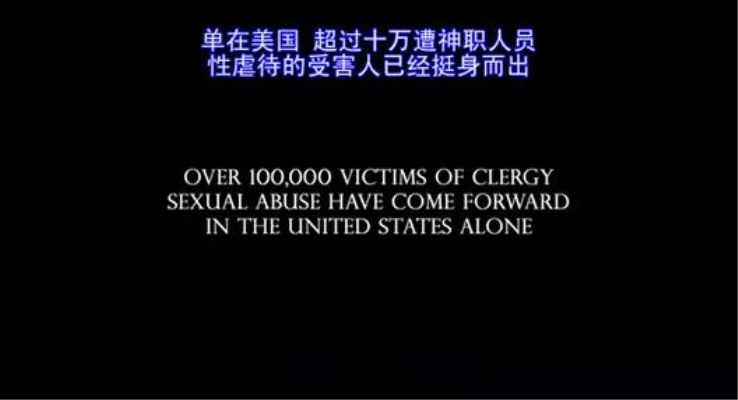 单在美国 超过十万遭神职人员
性虐待的受害人已经挺身而出
OVER 100,000 VICTIMS OF CLERGY
SEXUAL ABUSE HAVE COME FORWARD
IN THE UNITED STATES ALONE